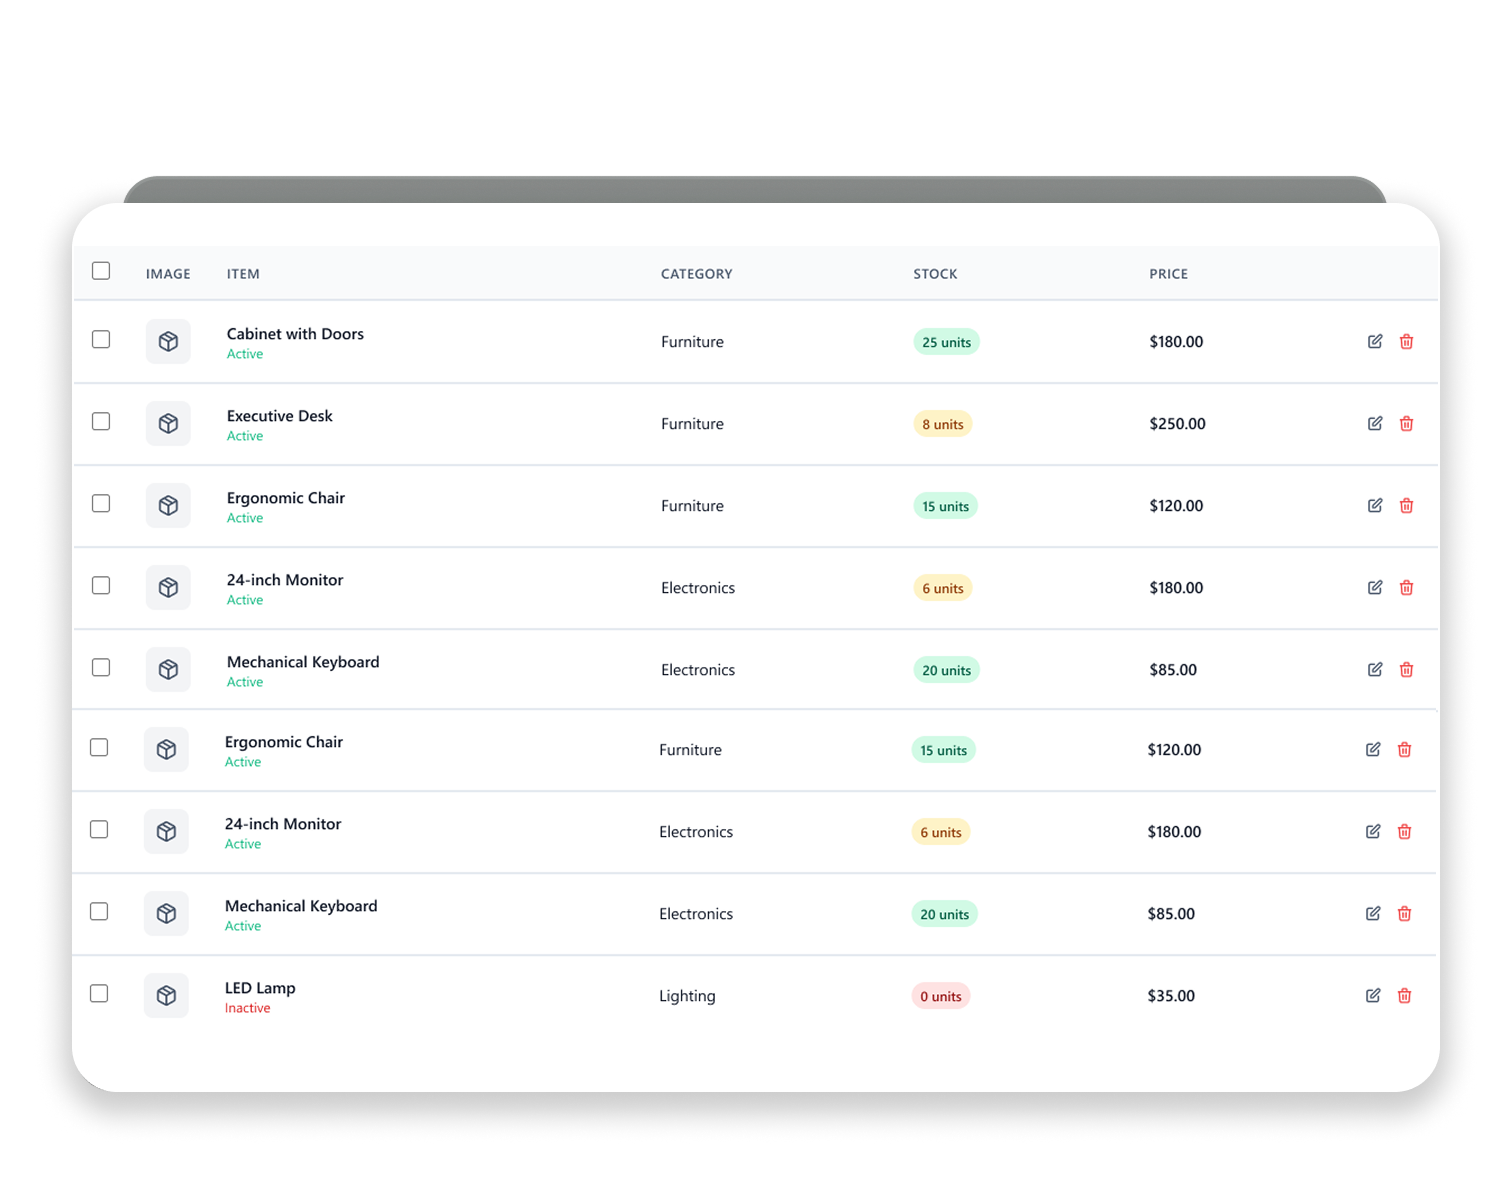 IMAGE ITEM CATEGORY STOCK PRICE
Cabinet with Doors
Active
Furniture 25 units $180.00
Executive Desk
Active
Furniture 8 units $250.00
Ergonomic Chair
Active
Furniture 15 units $120.00
24-inch Monitor
Active
Electronics 6 units $180.00
Mechanical Keyboard
Active
Electronics 20 units $85.00
Ergonomic Chair
Active
Furniture 15 units $120.00
24-inch Monitor
Active
Electronics 6 units $180.00
Mechanical Keyboard
Active
Electronics 20 units $85.00
LED Lamp
Inactive
Lighting 0 units $35.00